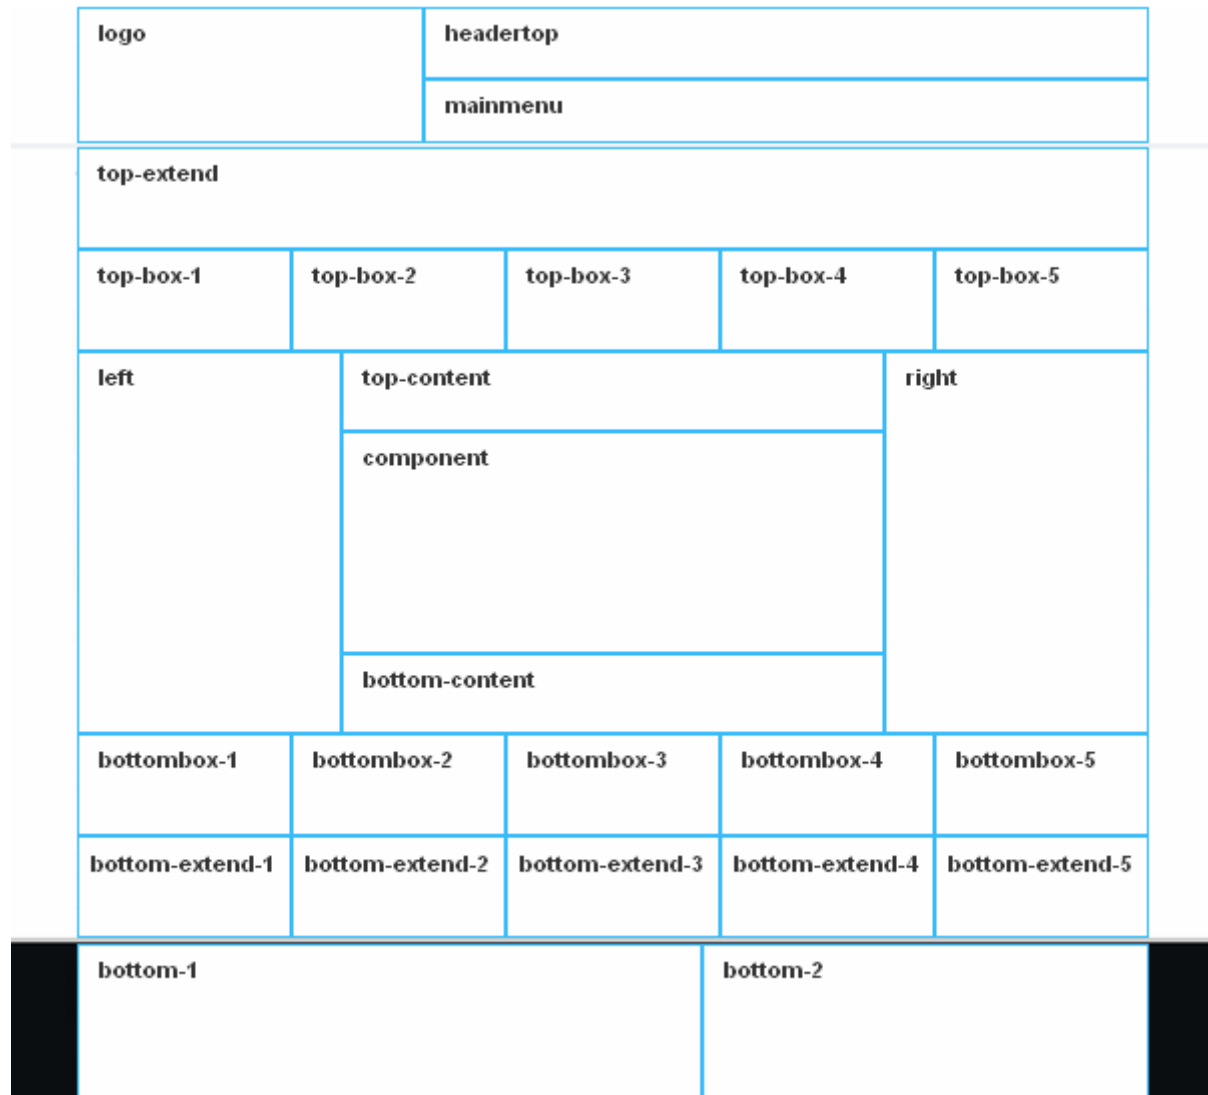 logo
headertop
mainmenu
top-extend
top-box-1
top-box-2
top-box-3
top-box-4
top-box-5
left
top-content
right
component
bottom-content
bottombox-1
bottombox-2
bottombox-3
bottombox-4
bottombox-5
bottom-extend-1
bottom-extend-2
bottom-extend-3
bottom-extend-4
bottom-extend-5
bottom-1
bottom-2